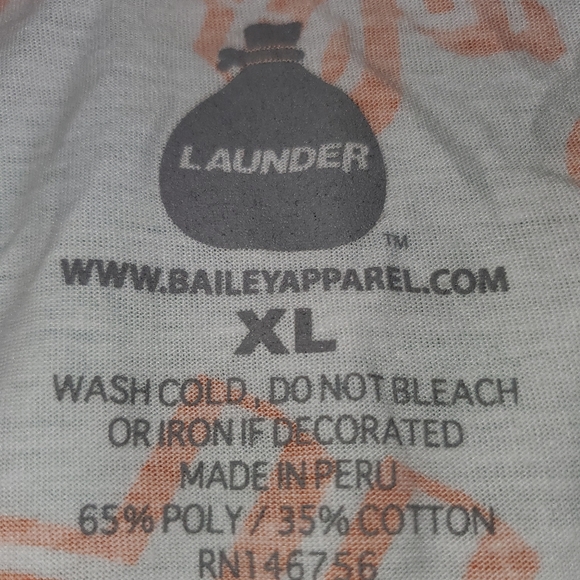 LAUNDER
TM
WWW.BAILEYAPPAREL.COM
XL
WASH COLD. DO NOT BLEACH
OR IRON IF DECORATED
MADE IN PERU
65% POLY / 35% COTTON
RN146756